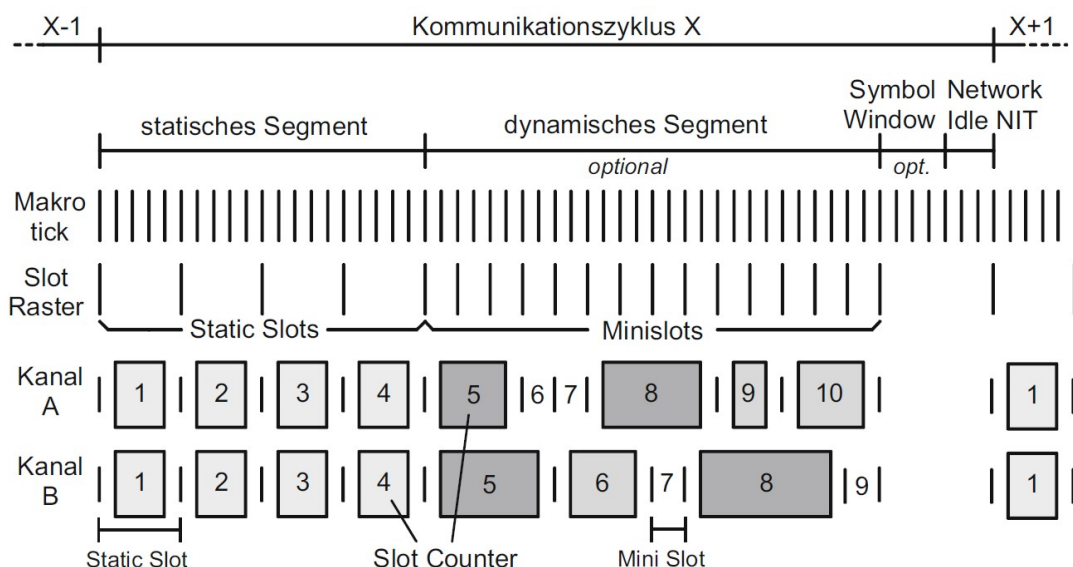 X-1 Kommunikationszyklus X X+1
Symbol Network
statisches Segment dynamisches Segment Window Idle NIT
optional opt.
Makro
tick
Slot
Raster
Static Slots Minislots
Kanal
A
1 2 3 4 5 6 7 8 9 10 1
Kanal
B
1 2 3 4 5 6 7 8 9 1
Static Slot Slot Counter Mini Slot